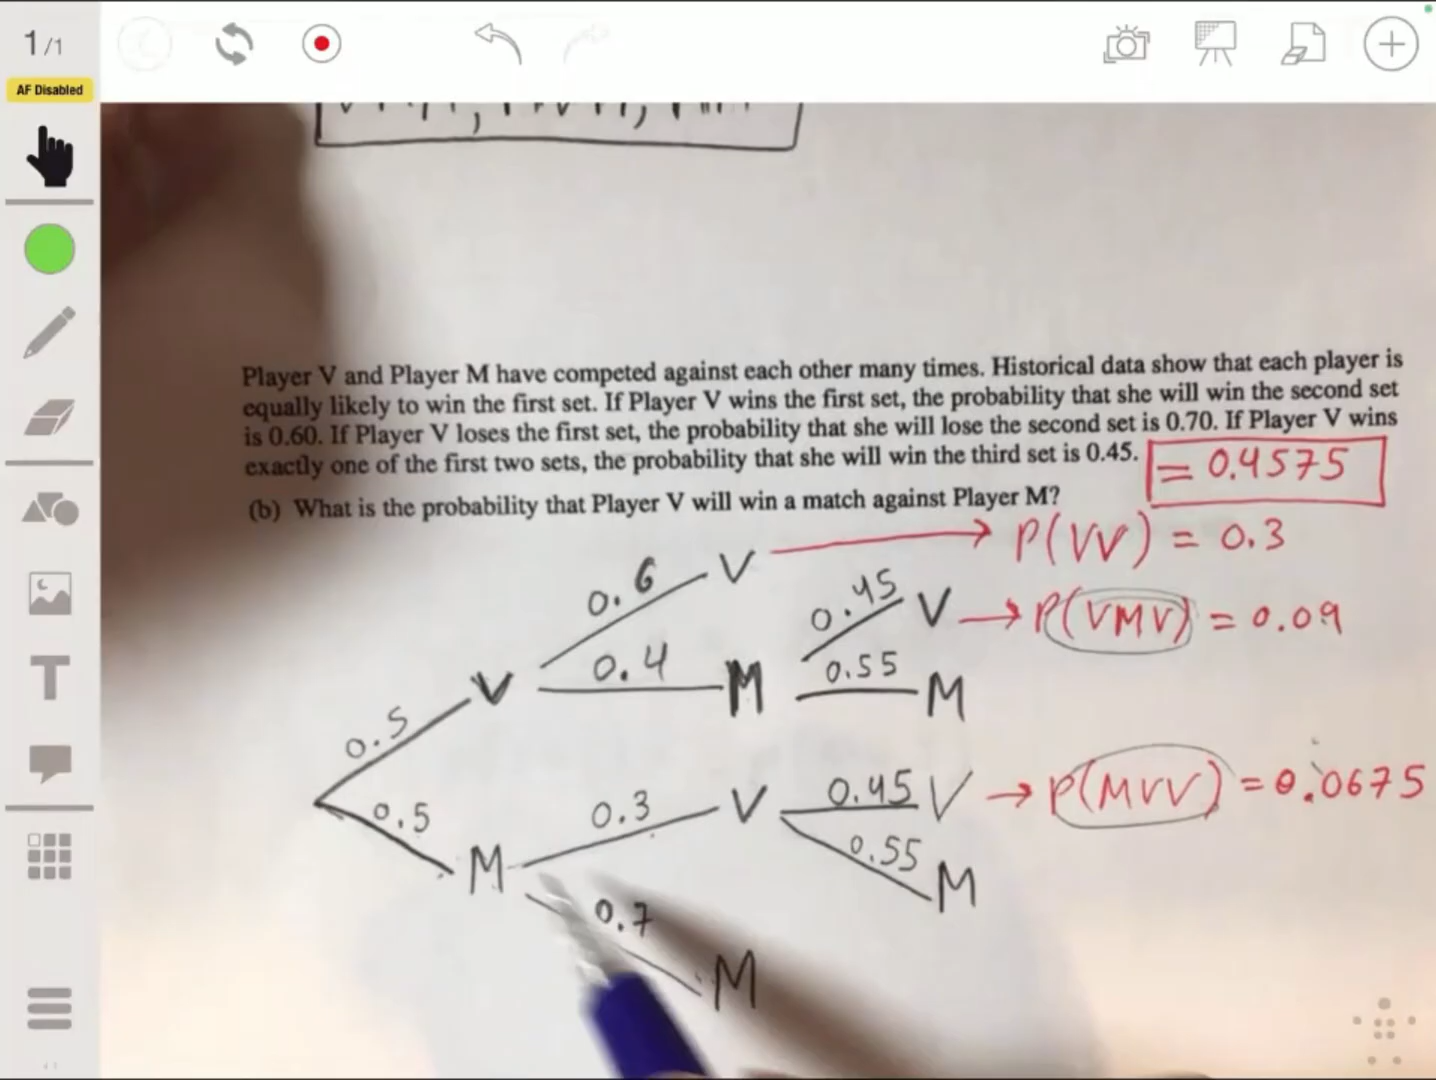 1/1
AF Disabled
Player V and Player M have competed against each other many times. Historical data show that each player is
equally likely to win the first set. If Player V wins the first set, the probability that she will win the second set
is 0.60. If Player V loses the first set, the probability that she will lose the second set is 0.70. If Player V wins
exactly one of the first two sets, the probability that she will win the third set is 0.45.
= 0.4575
(b) What is the probability that Player V will win a match against Player M?
0.6 V → P(VV) = 0.3
0.45 V → P(VMV) = 0.09
0.4 M 0.55 M
0.5 V
0.5 M
0.3 V 0.45 V → P(MVV) = 0.0675
0.55 M
0.7 M
T